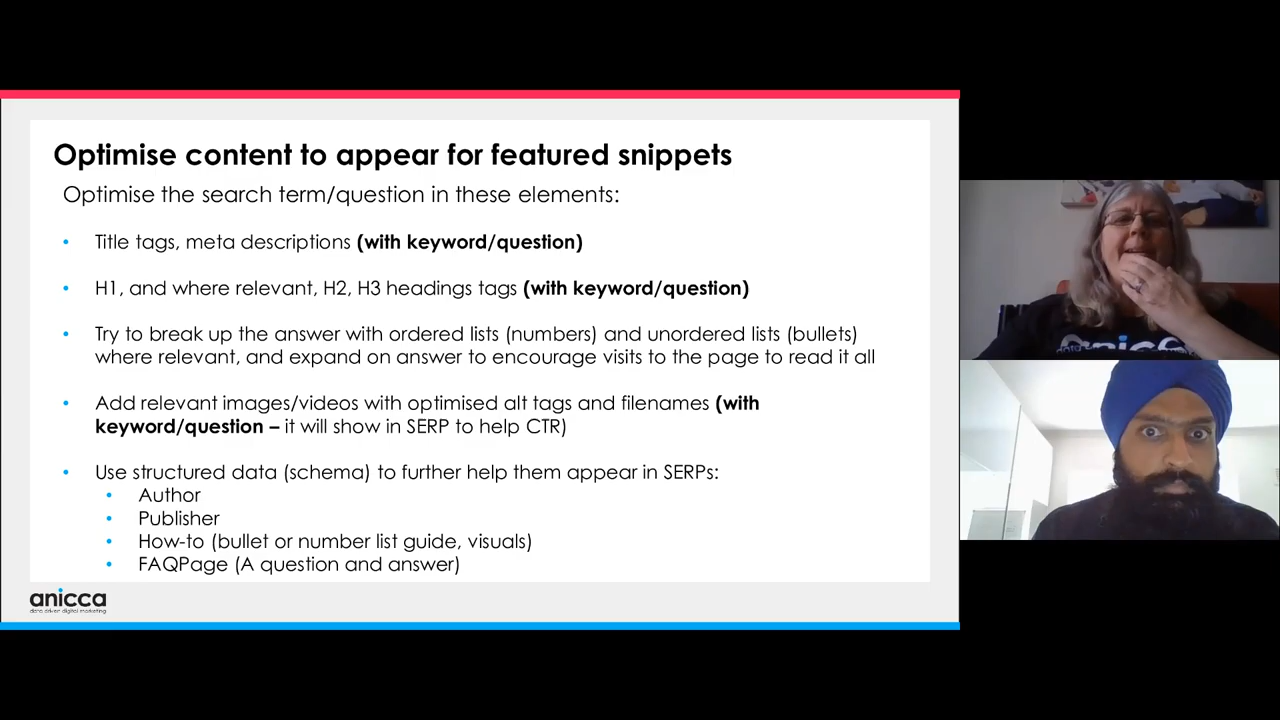 Optimise content to appear for featured snippets
Optimise the search term/question in these elements:
• Title tags, meta descriptions (with keyword/question)
• H1, and where relevant, H2, H3 headings tags (with keyword/question)
• Try to break up the answer with ordered lists (numbers) and unordered lists (bullets)
where relevant, and expand on answer to encourage visits to the page to read it all
• Add relevant images/videos with optimised alt tags and filenames (with
keyword/question – it will show in SERP to help CTR)
• Use structured data (schema) to further help them appear in SERPs:
• Author
• Publisher
• How-to (bullet or number list guide, visuals)
• FAQPage (A question and answer)
anicca
data driven digital marketing